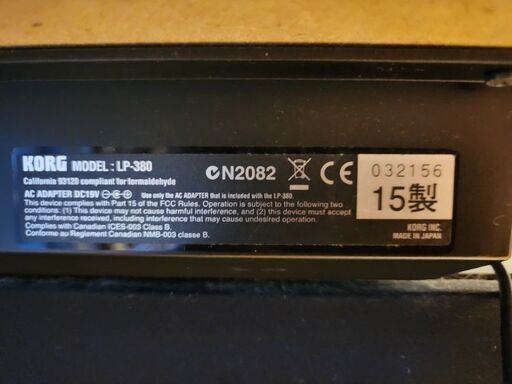 KORG MODEL : LP-380
California 93120 compliant for formaldehyde
AC ADAPTER DC19V Use only the AC ADAPTER that is included with the LP-380.
This device complies with Part 15 of the FCC Rules. Operation is subject to the following two
conditions: (1) This device may not cause harmful interference, and (2) this device must accept
any interference received, including interference that may cause undesired operation.
Complies with Canadian ICES-003 Class B.
Conforme au Reglement Canadien NMB-003 classe B.
N2082
CE
032156
15製
KORG INC.
MADE IN JAPAN